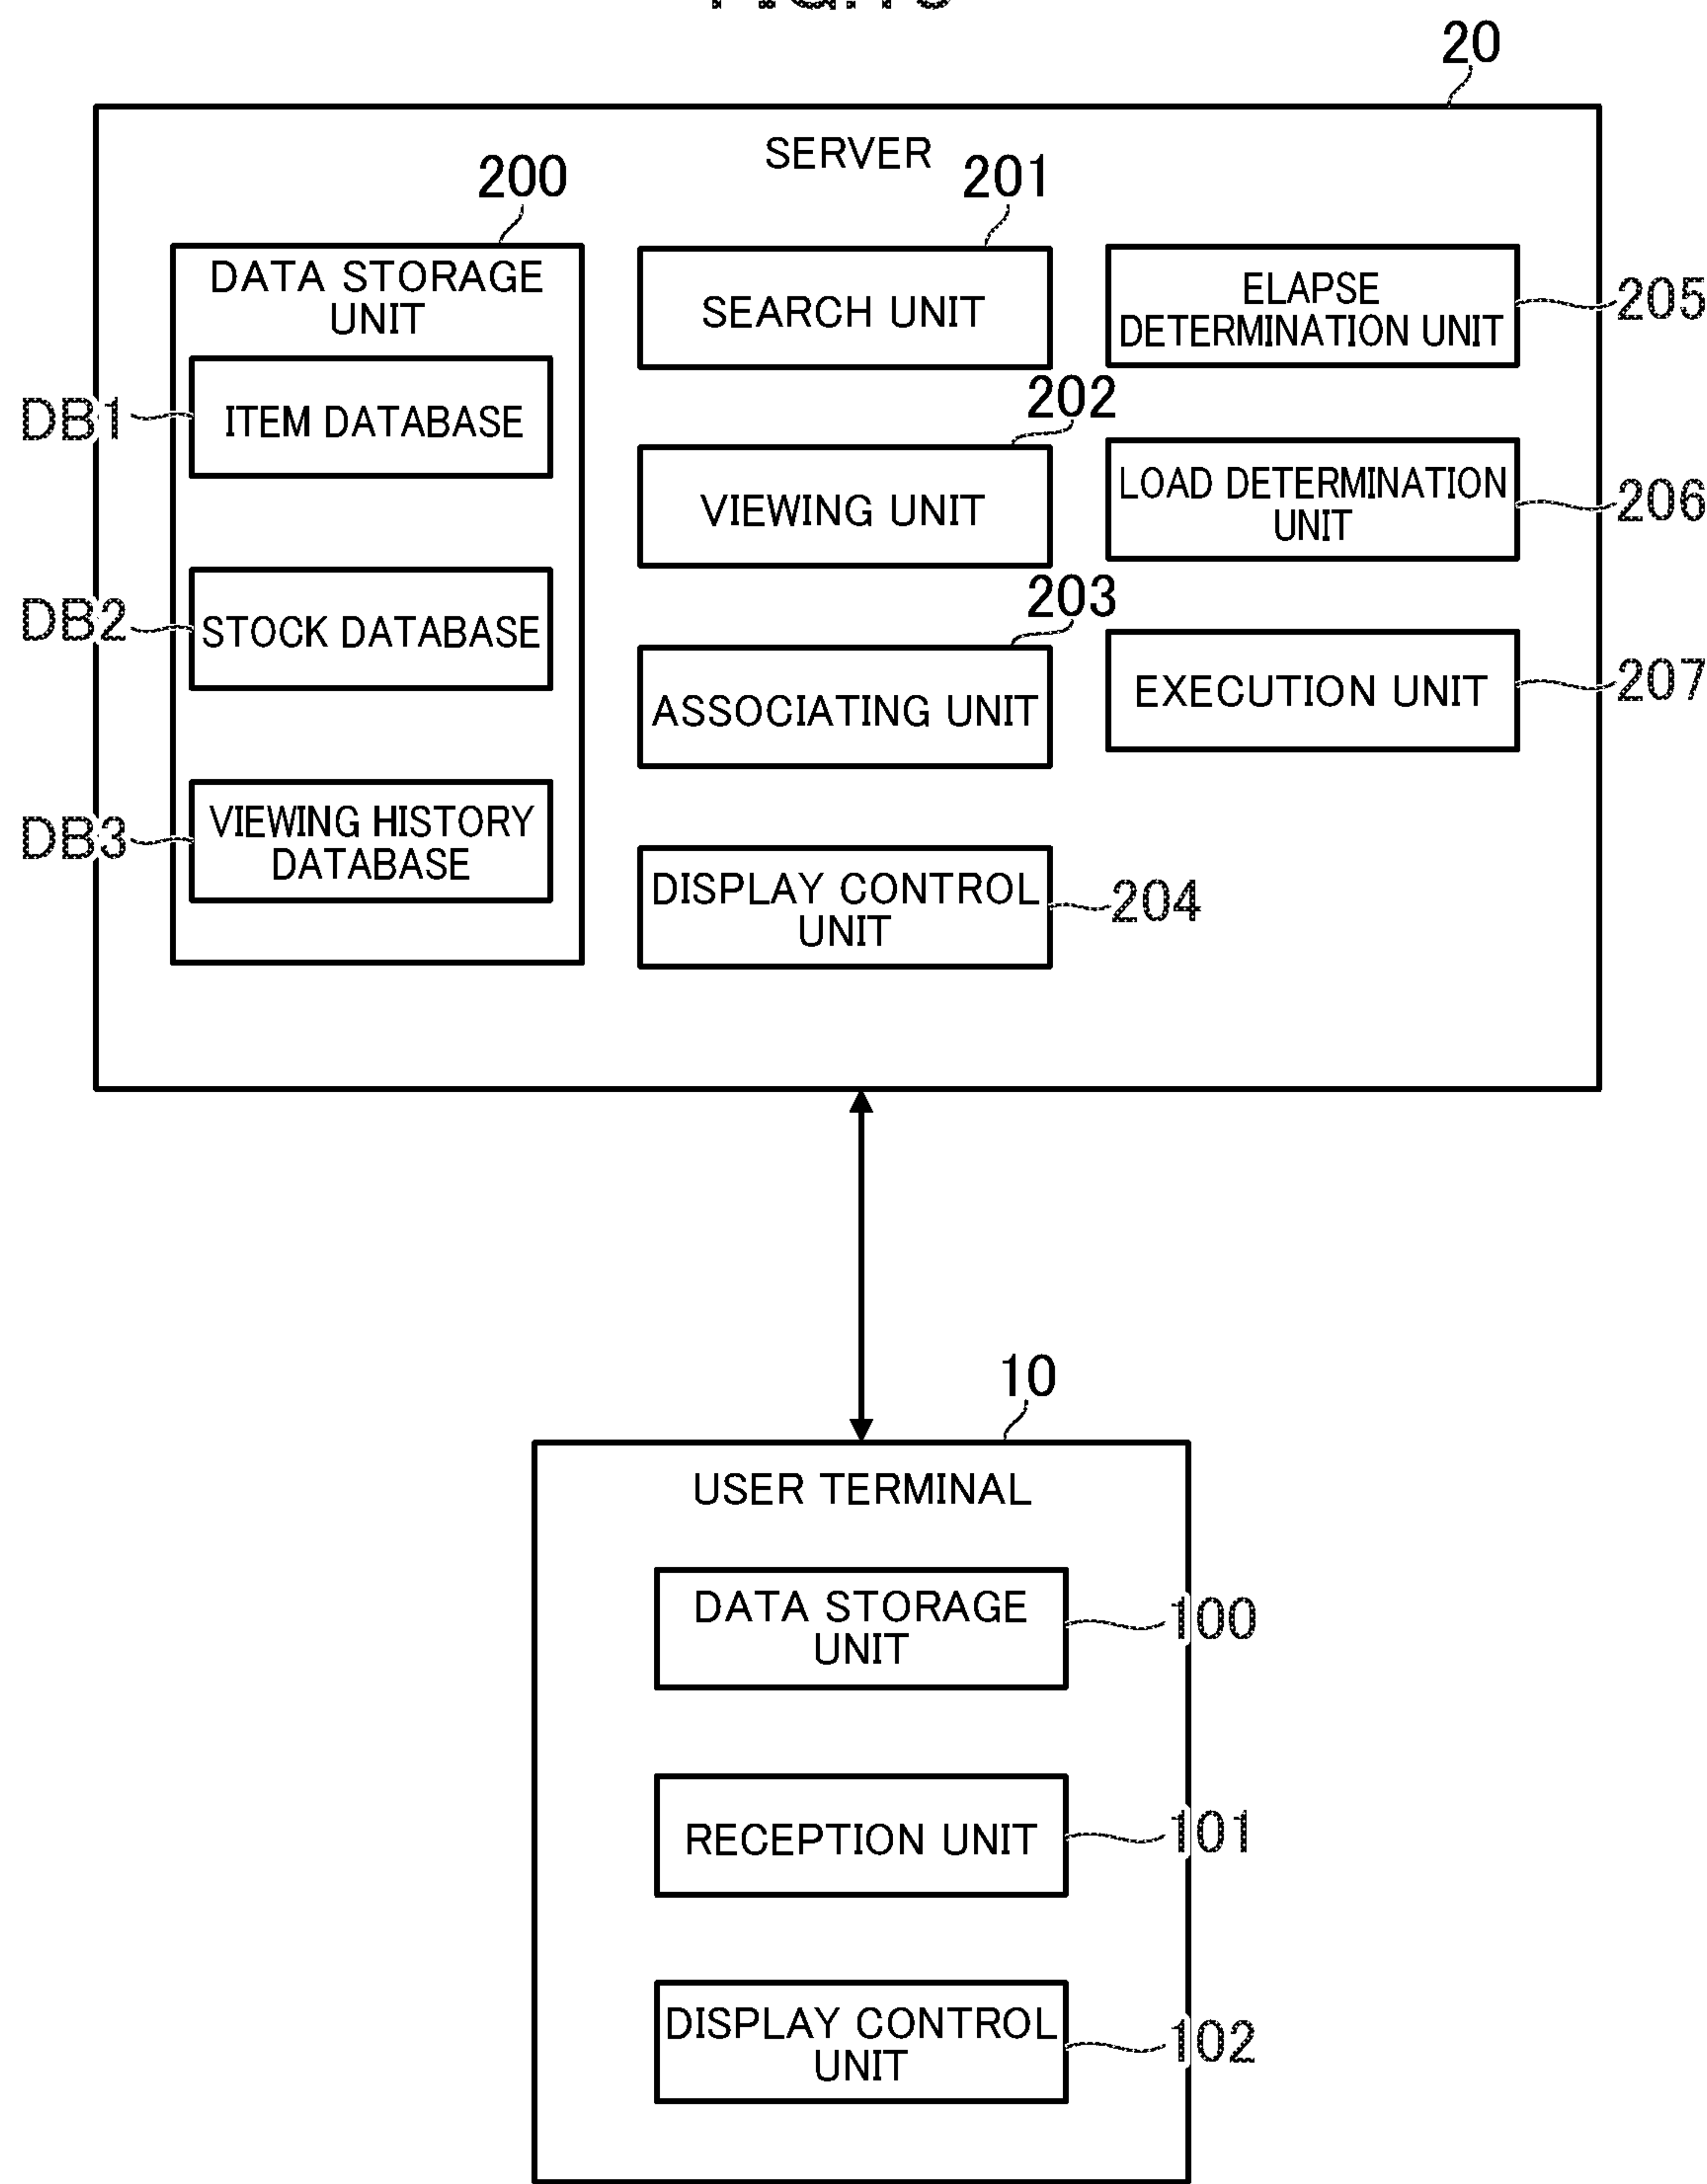 20
SERVER
200
201
DATA STORAGE
UNIT
SEARCH UNIT
ELAPSE
DETERMINATION UNIT
205
DB1
ITEM DATABASE
202
VIEWING UNIT
LOAD DETERMINATION
UNIT
206
DB2
STOCK DATABASE
203
ASSOCIATING UNIT
EXECUTION UNIT
207
DB3
VIEWING HISTORY
DATABASE
DISPLAY CONTROL
UNIT
204
10
USER TERMINAL
DATA STORAGE
UNIT
100
RECEPTION UNIT
101
DISPLAY CONTROL
UNIT
102